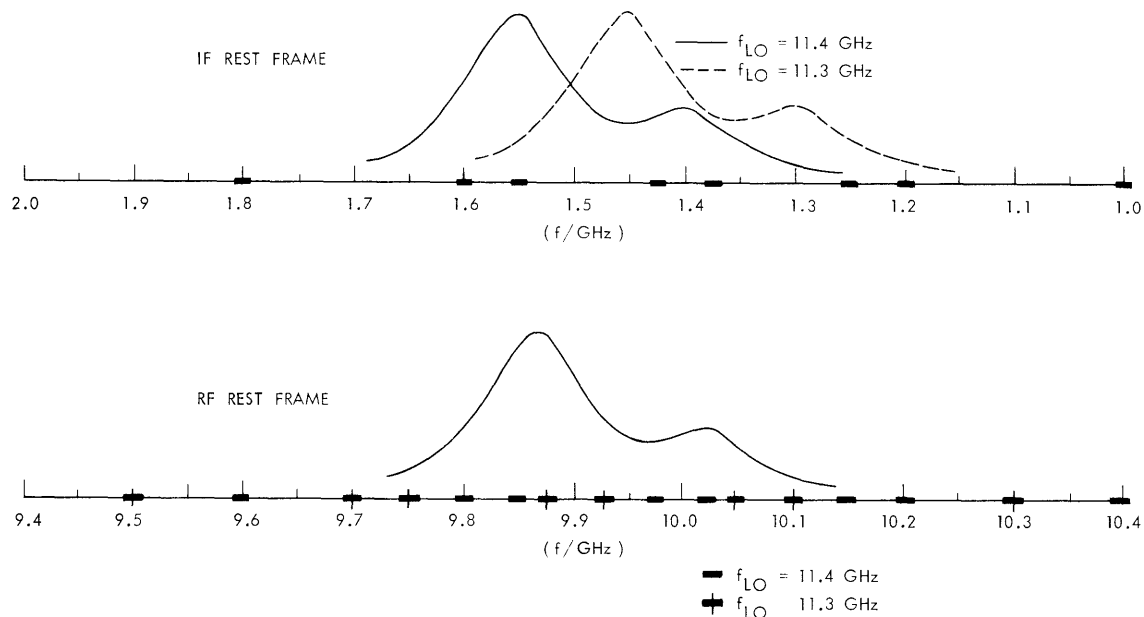 IF REST FRAME
f_LO = 11.4 GHz
f_LO = 11.3 GHz
2.0 1.9 1.8 1.7 1.6 1.5 1.4 1.3 1.2 1.1 1.0
( f / GHz )
RF REST FRAME
9.4 9.5 9.6 9.7 9.8 9.9 10.0 10.1 10.2 10.3 10.4
( f / GHz )
f_LO = 11.4 GHz
f_LO 11.3 GHz